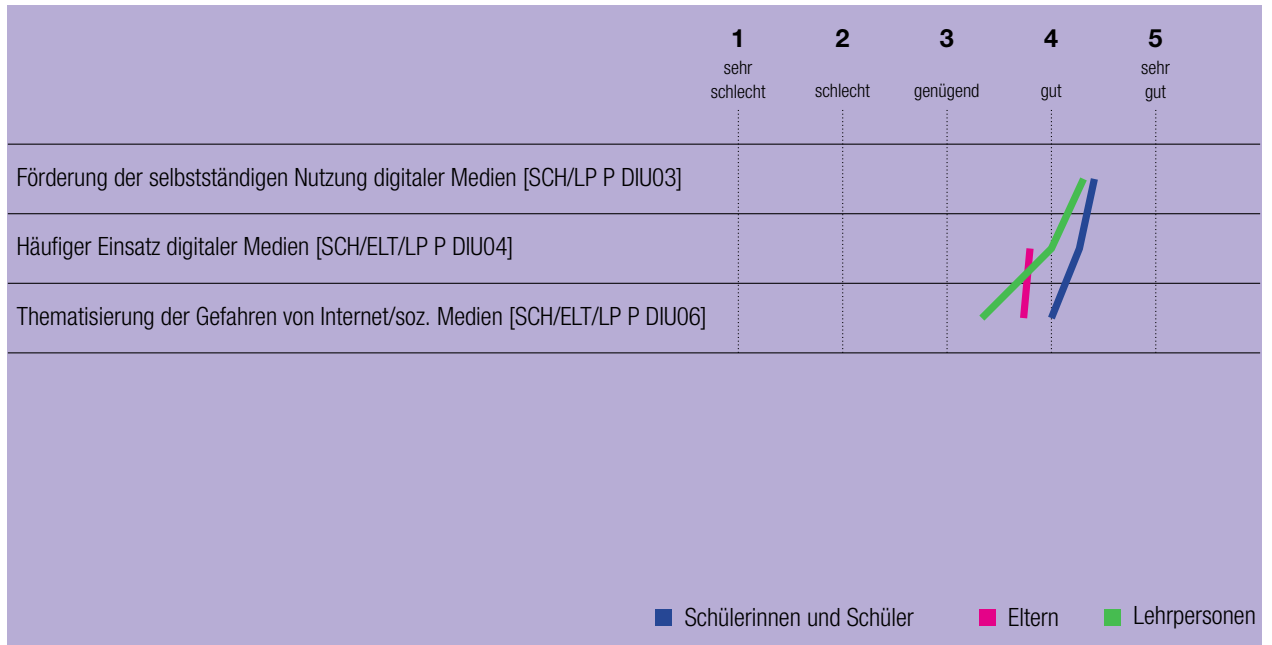 1 2 3 4 5
sehr schlecht schlecht genügend gut sehr gut
Förderung der selbstständigen Nutzung digitaler Medien [SCH/LP P DIU03]
Häufiger Einsatz digitaler Medien [SCH/ELT/LP P DIU04]
Thematisierung der Gefahren von Internet/soz. Medien [SCH/ELT/LP P DIU06]
Schülerinnen und Schüler Eltern Lehrpersonen